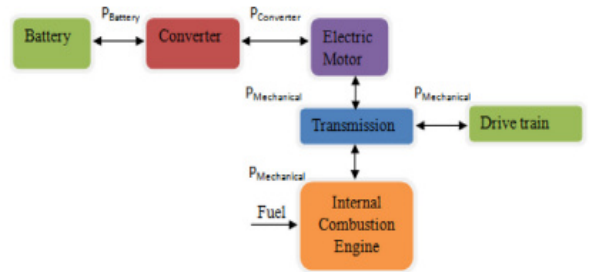 P_Battery
P_Converter
Battery
Converter
Electric
Motor
P_Mechanical
P_Mechanical
Transmission
Drive train
P_Mechanical
Fuel
Internal
Combustion
Engine